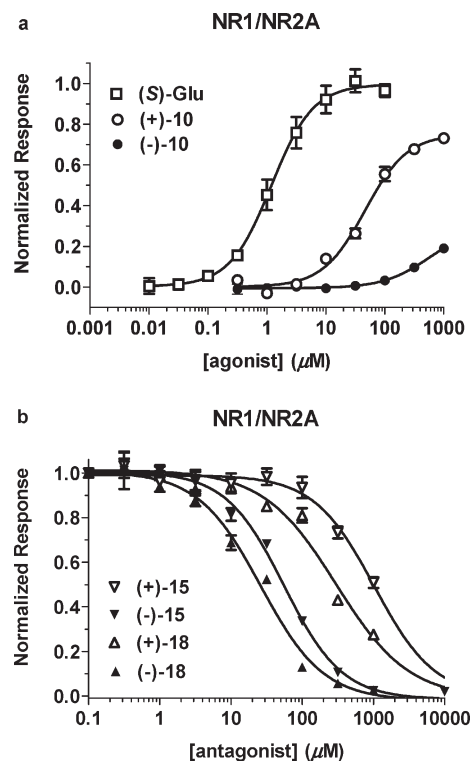 a
NR1/NR2A
Normalized Response
1.0
0.8
0.6
0.4
0.2
0.0
(S)-Glu
(+)-10
(-)-10
0.001 0.01 0.1 1 10 100 1000
[agonist] (μM)
b
NR1/NR2A
Normalized Response
1.0
0.8
0.6
0.4
0.2
0.0
(+)-15
(-)-15
(+)-18
(-)-18
0.1 1 10 100 1000 10000
[antagonist] (μM)